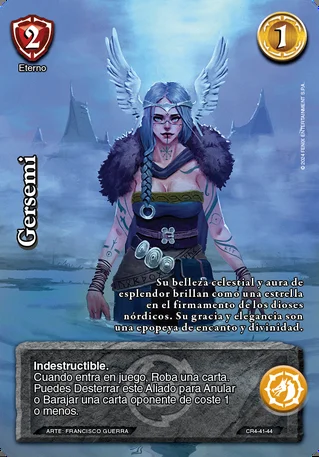 2
1
Eterno
© 2024 FENIX ENTERTAINMENT S.P.A.
Gersemi
Su belleza celestial y aura de
esplendor brillan como una estrella
en el firmamento de los dioses
nórdicos. Su gracia y elegancia son
una epopeya de encanto y divinidad.
Indestructible.
Cuando entra en juego, Roba una carta.
Puedes Desterrar este Aliado para Anular
o Barajar una carta oponente de coste 1
o menos.
ARTE: FRANCISCO GUERRA
CR4-41-44